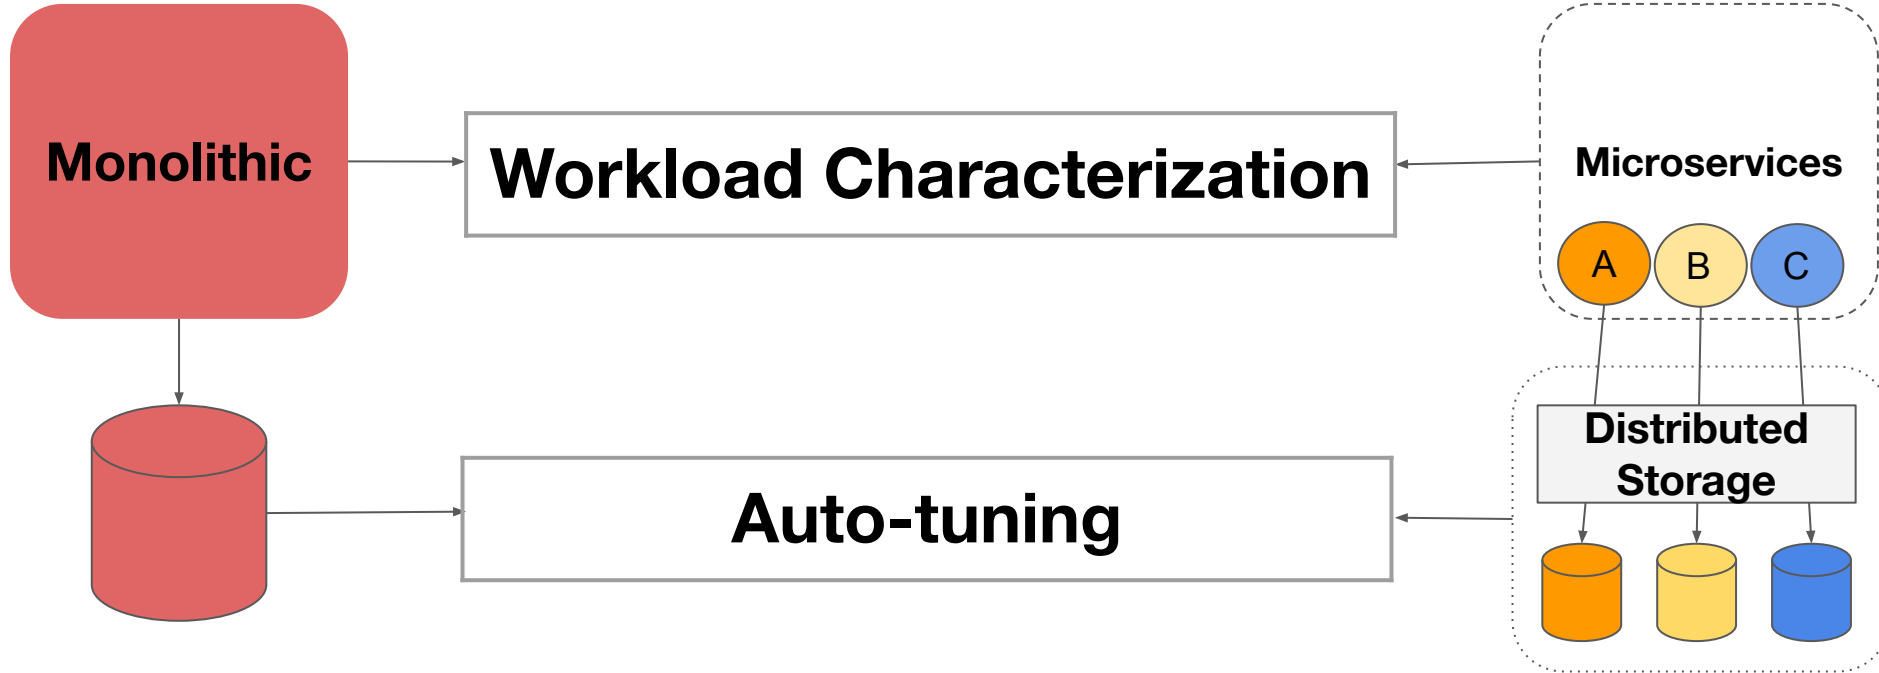 Monolithic
Workload Characterization
Microservices
A
B
C
Distributed
Storage
Auto-tuning